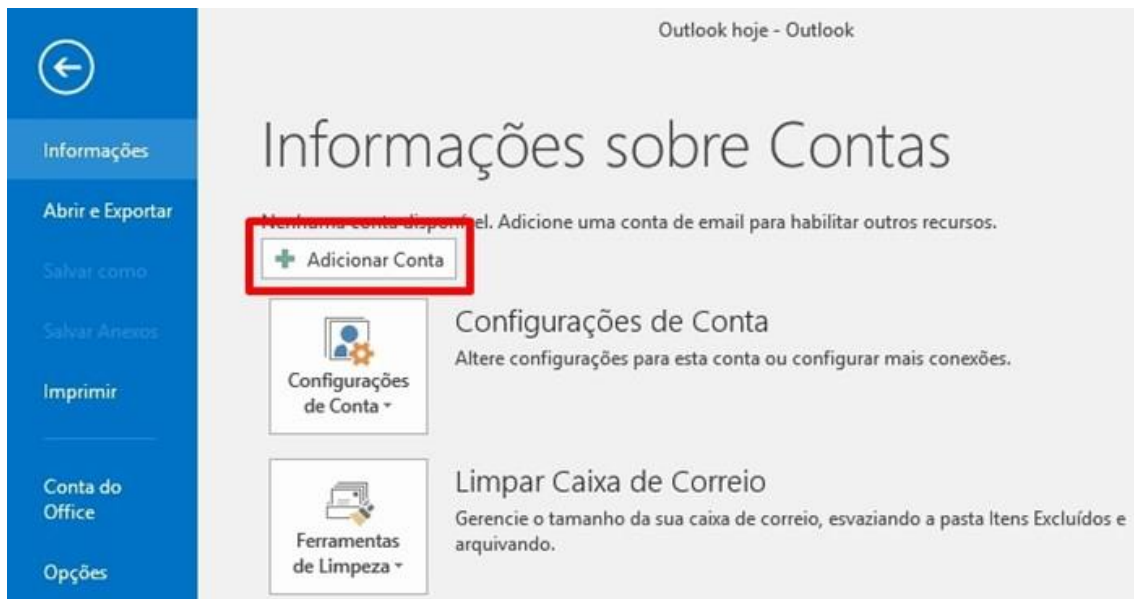 Outlook hoje - Outlook
Informações
Abrir e Exportar
Salvar como
Salvar Anexos
Imprimir
Conta do
Office
Opções
Informações sobre Contas
Nenhuma conta disponível. Adicione uma conta de email para habilitar outros recursos.
Adicionar Conta
Configurações
de Conta
Configurações de Conta
Altere configurações para esta conta ou configurar mais conexões.
Ferramentas
de Limpeza
Limpar Caixa de Correio
Gerencie o tamanho da sua caixa de correio, esvaziando a pasta Itens Excluídos e
arquivando.